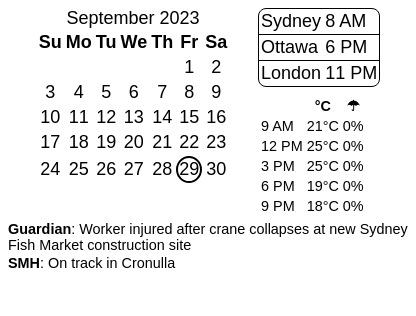 September 2023
Su Mo Tu We Th Fr Sa
1 2
3 4 5 6 7 8 9
10 11 12 13 14 15 16
17 18 19 20 21 22 23
24 25 26 27 28 29 30
Sydney 8 AM
Ottawa 6 PM
London 11 PM
°C ☂
9 AM 21°C 0%
12 PM 25°C 0%
3 PM 25°C 0%
6 PM 19°C 0%
9 PM 18°C 0%
Guardian: Worker injured after crane collapses at new Sydney
Fish Market construction site
SMH: On track in Cronulla